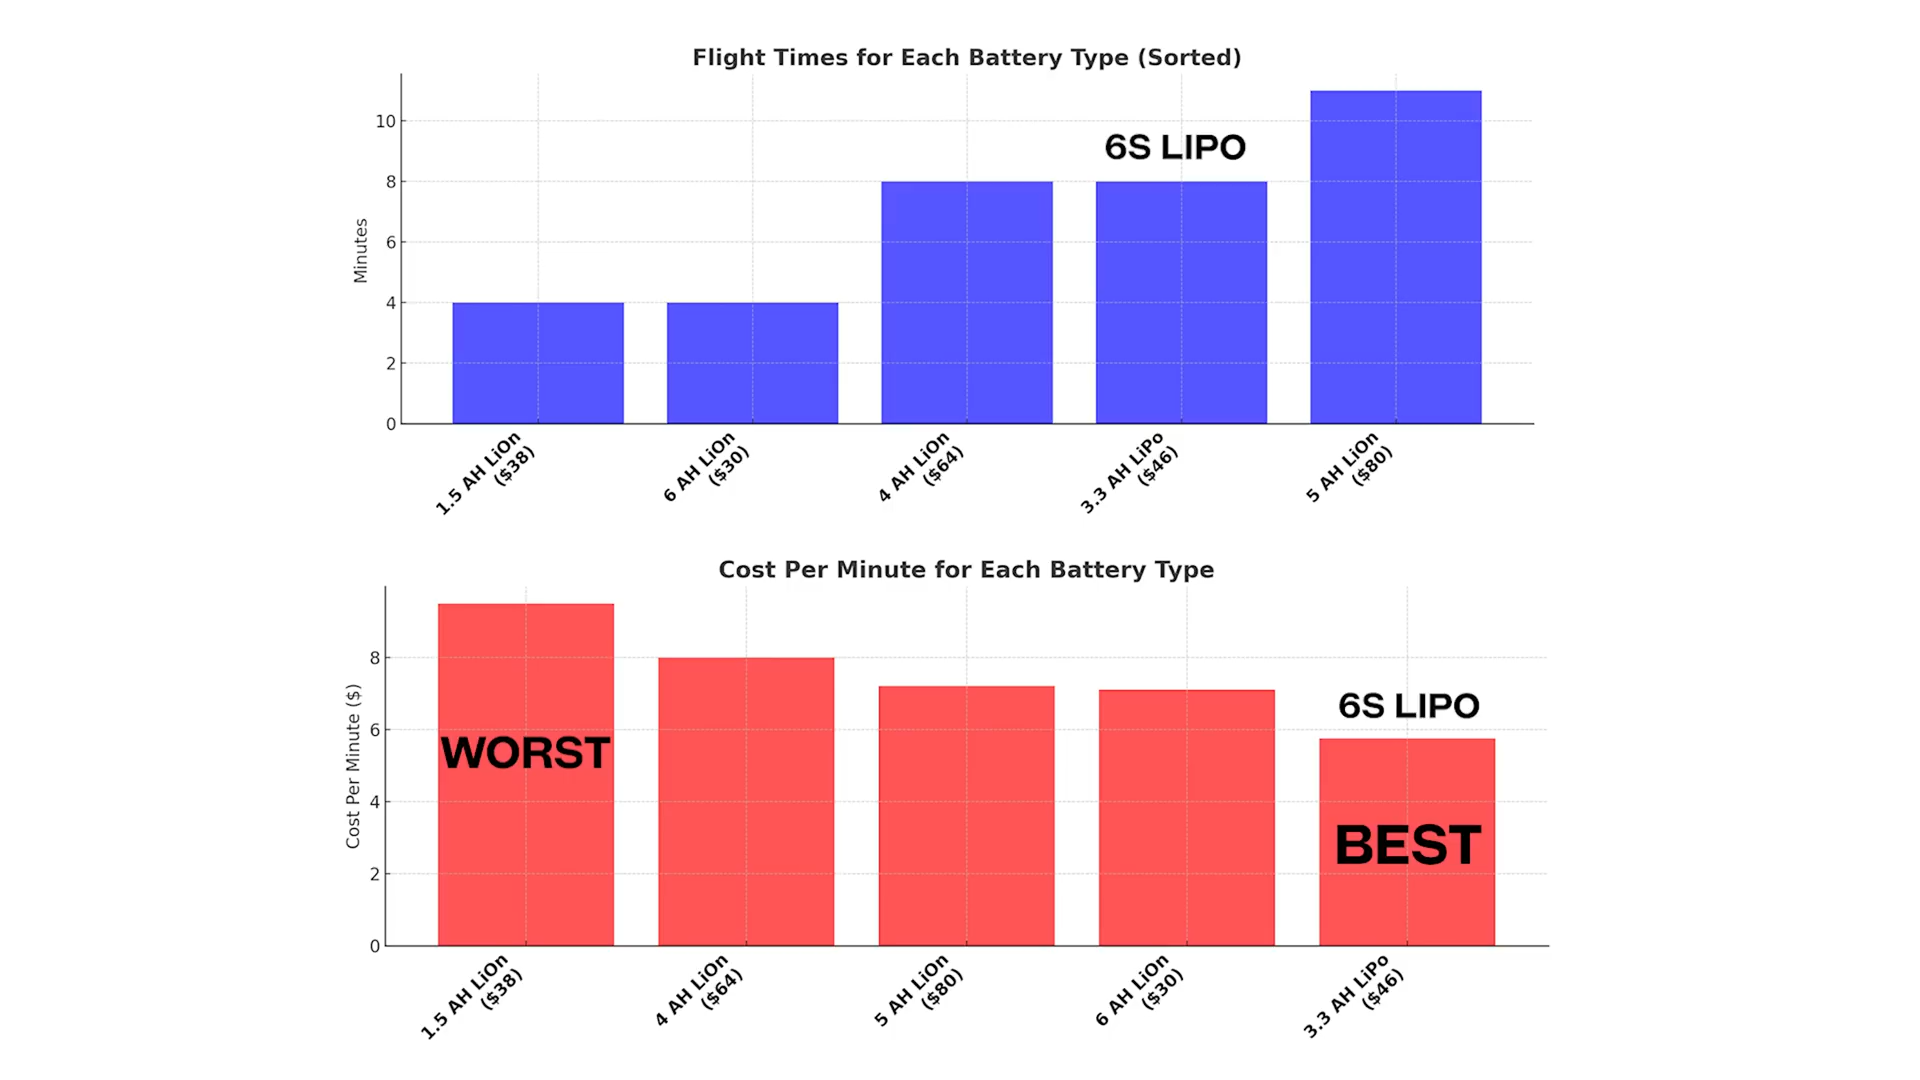 Flight Times for Each Battery Type (Sorted)
10
8
6
4
2
0
Minutes
6S LIPO
1.5 AH LiOn
($38)
6 AH LiOn
($30)
4 AH LiOn
($64)
3.3 AH LiPo
($46)
5 AH LiOn
($80)
Cost Per Minute for Each Battery Type
8
6
4
2
0
Cost Per Minute ($)
WORST
6S LIPO
BEST
1.5 AH LiOn
($38)
4 AH LiOn
($64)
5 AH LiOn
($80)
6 AH LiOn
($30)
3.3 AH LiPo
($46)